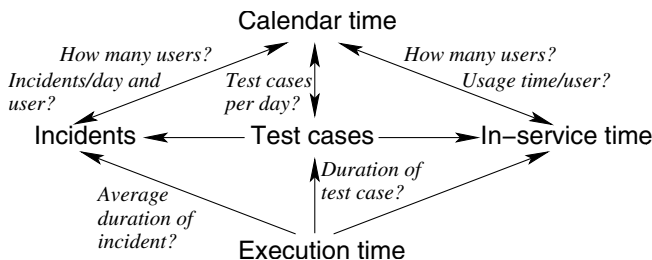 Calendar time
How many users?
How many users?
Incidents/day and
user?
Test cases
per day?
Usage time/user?
Incidents
Test cases
In-service time
Average
duration of
incident?
Duration of
test case?
Execution time